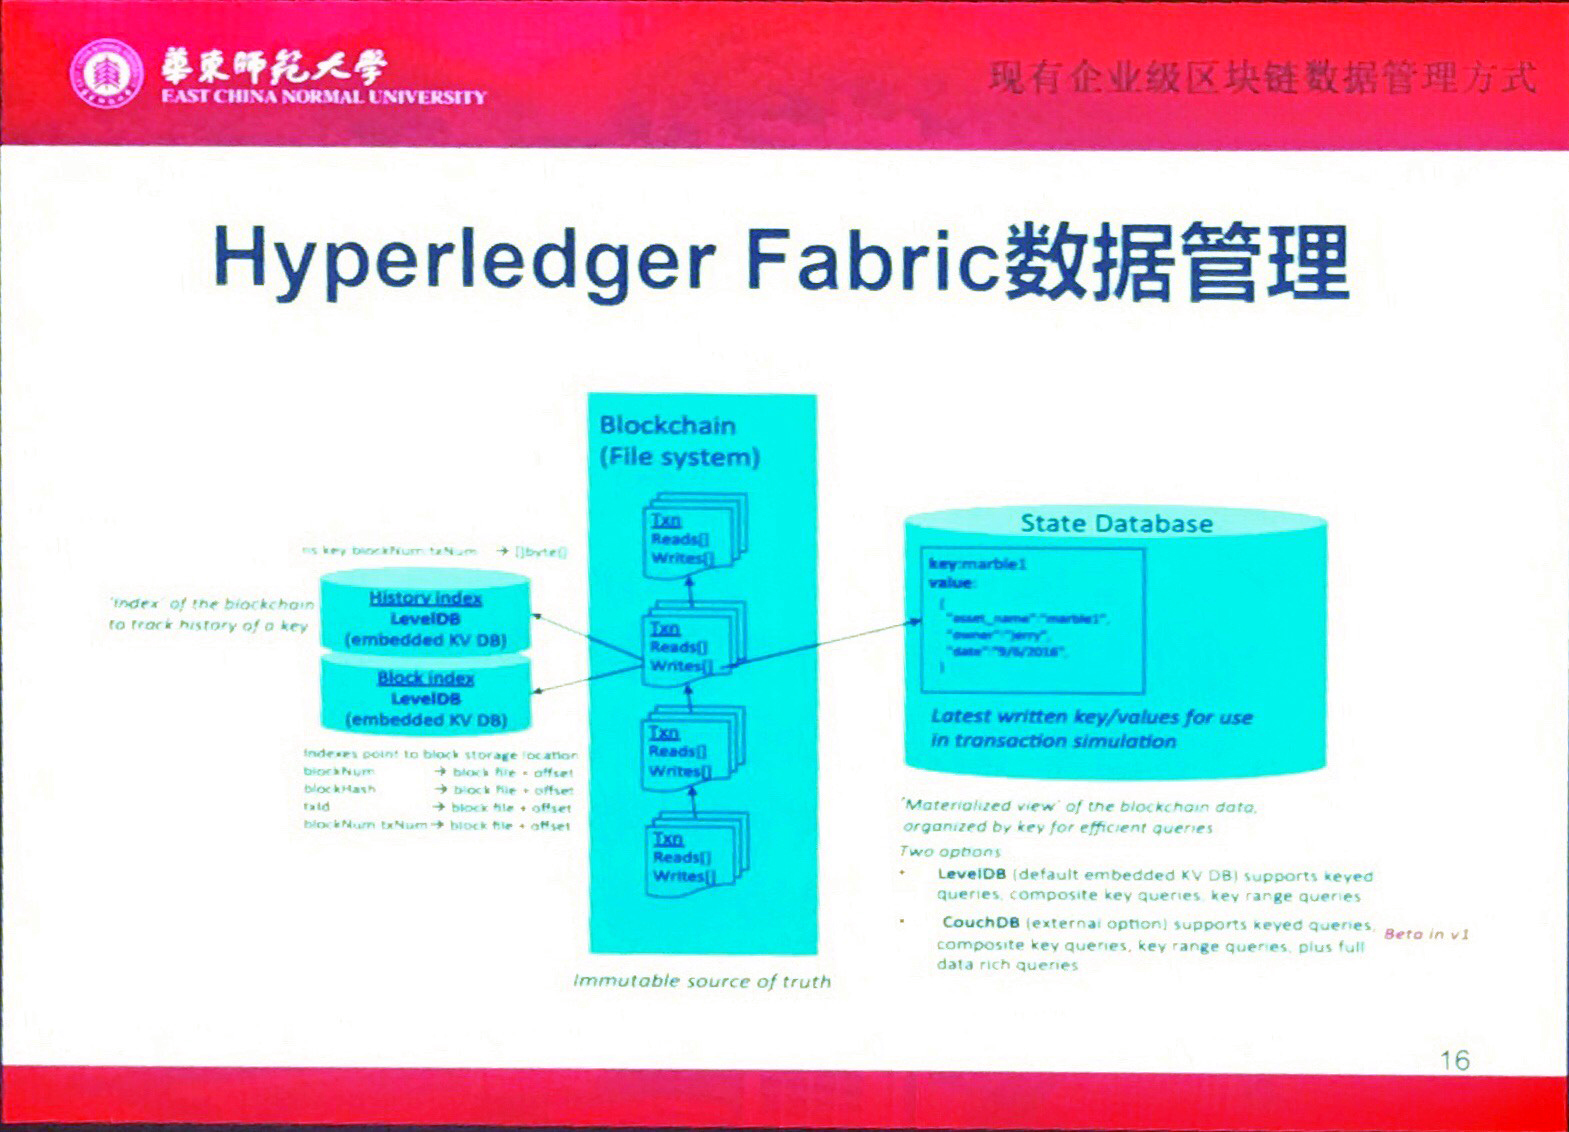 華東師範大學
EAST CHINA NORMAL UNIVERSITY
现有企业级区块链数据管理方式
Hyperledger Fabric数据管理
Blockchain
(File system)
Txn
Reads[]
Writes[]
Txn
Reads[]
Writes[]
Txn
Reads[]
Writes[]
Txn
Reads[]
Writes[]
Immutable source of truth
ns key blockNum txNum → []byte{}
'Index' of the blockchain
to track history of a key
History index
LevelDB
(embedded KV DB)
Block index
LevelDB
(embedded KV DB)
Indexes point to block storage location
blockNum → block file + offset
blockHash → block file + offset
txId → block file + offset
blockNum txNum → block file + offset
State Database
key:marble1
value:
{
"asset_name":"marble1",
"owner":"jerry",
"date":"9/6/2016",
}
Latest written key/values for use
in transaction simulation
'Materialized view' of the blockchain data,
organized by key for efficient queries
Two options
• LevelDB (default embedded KV DB) supports keyed
queries, composite key queries, key range queries
• CouchDB (external option) supports keyed queries,
composite key queries, key range queries, plus full
data rich queries
Beta in v1
16